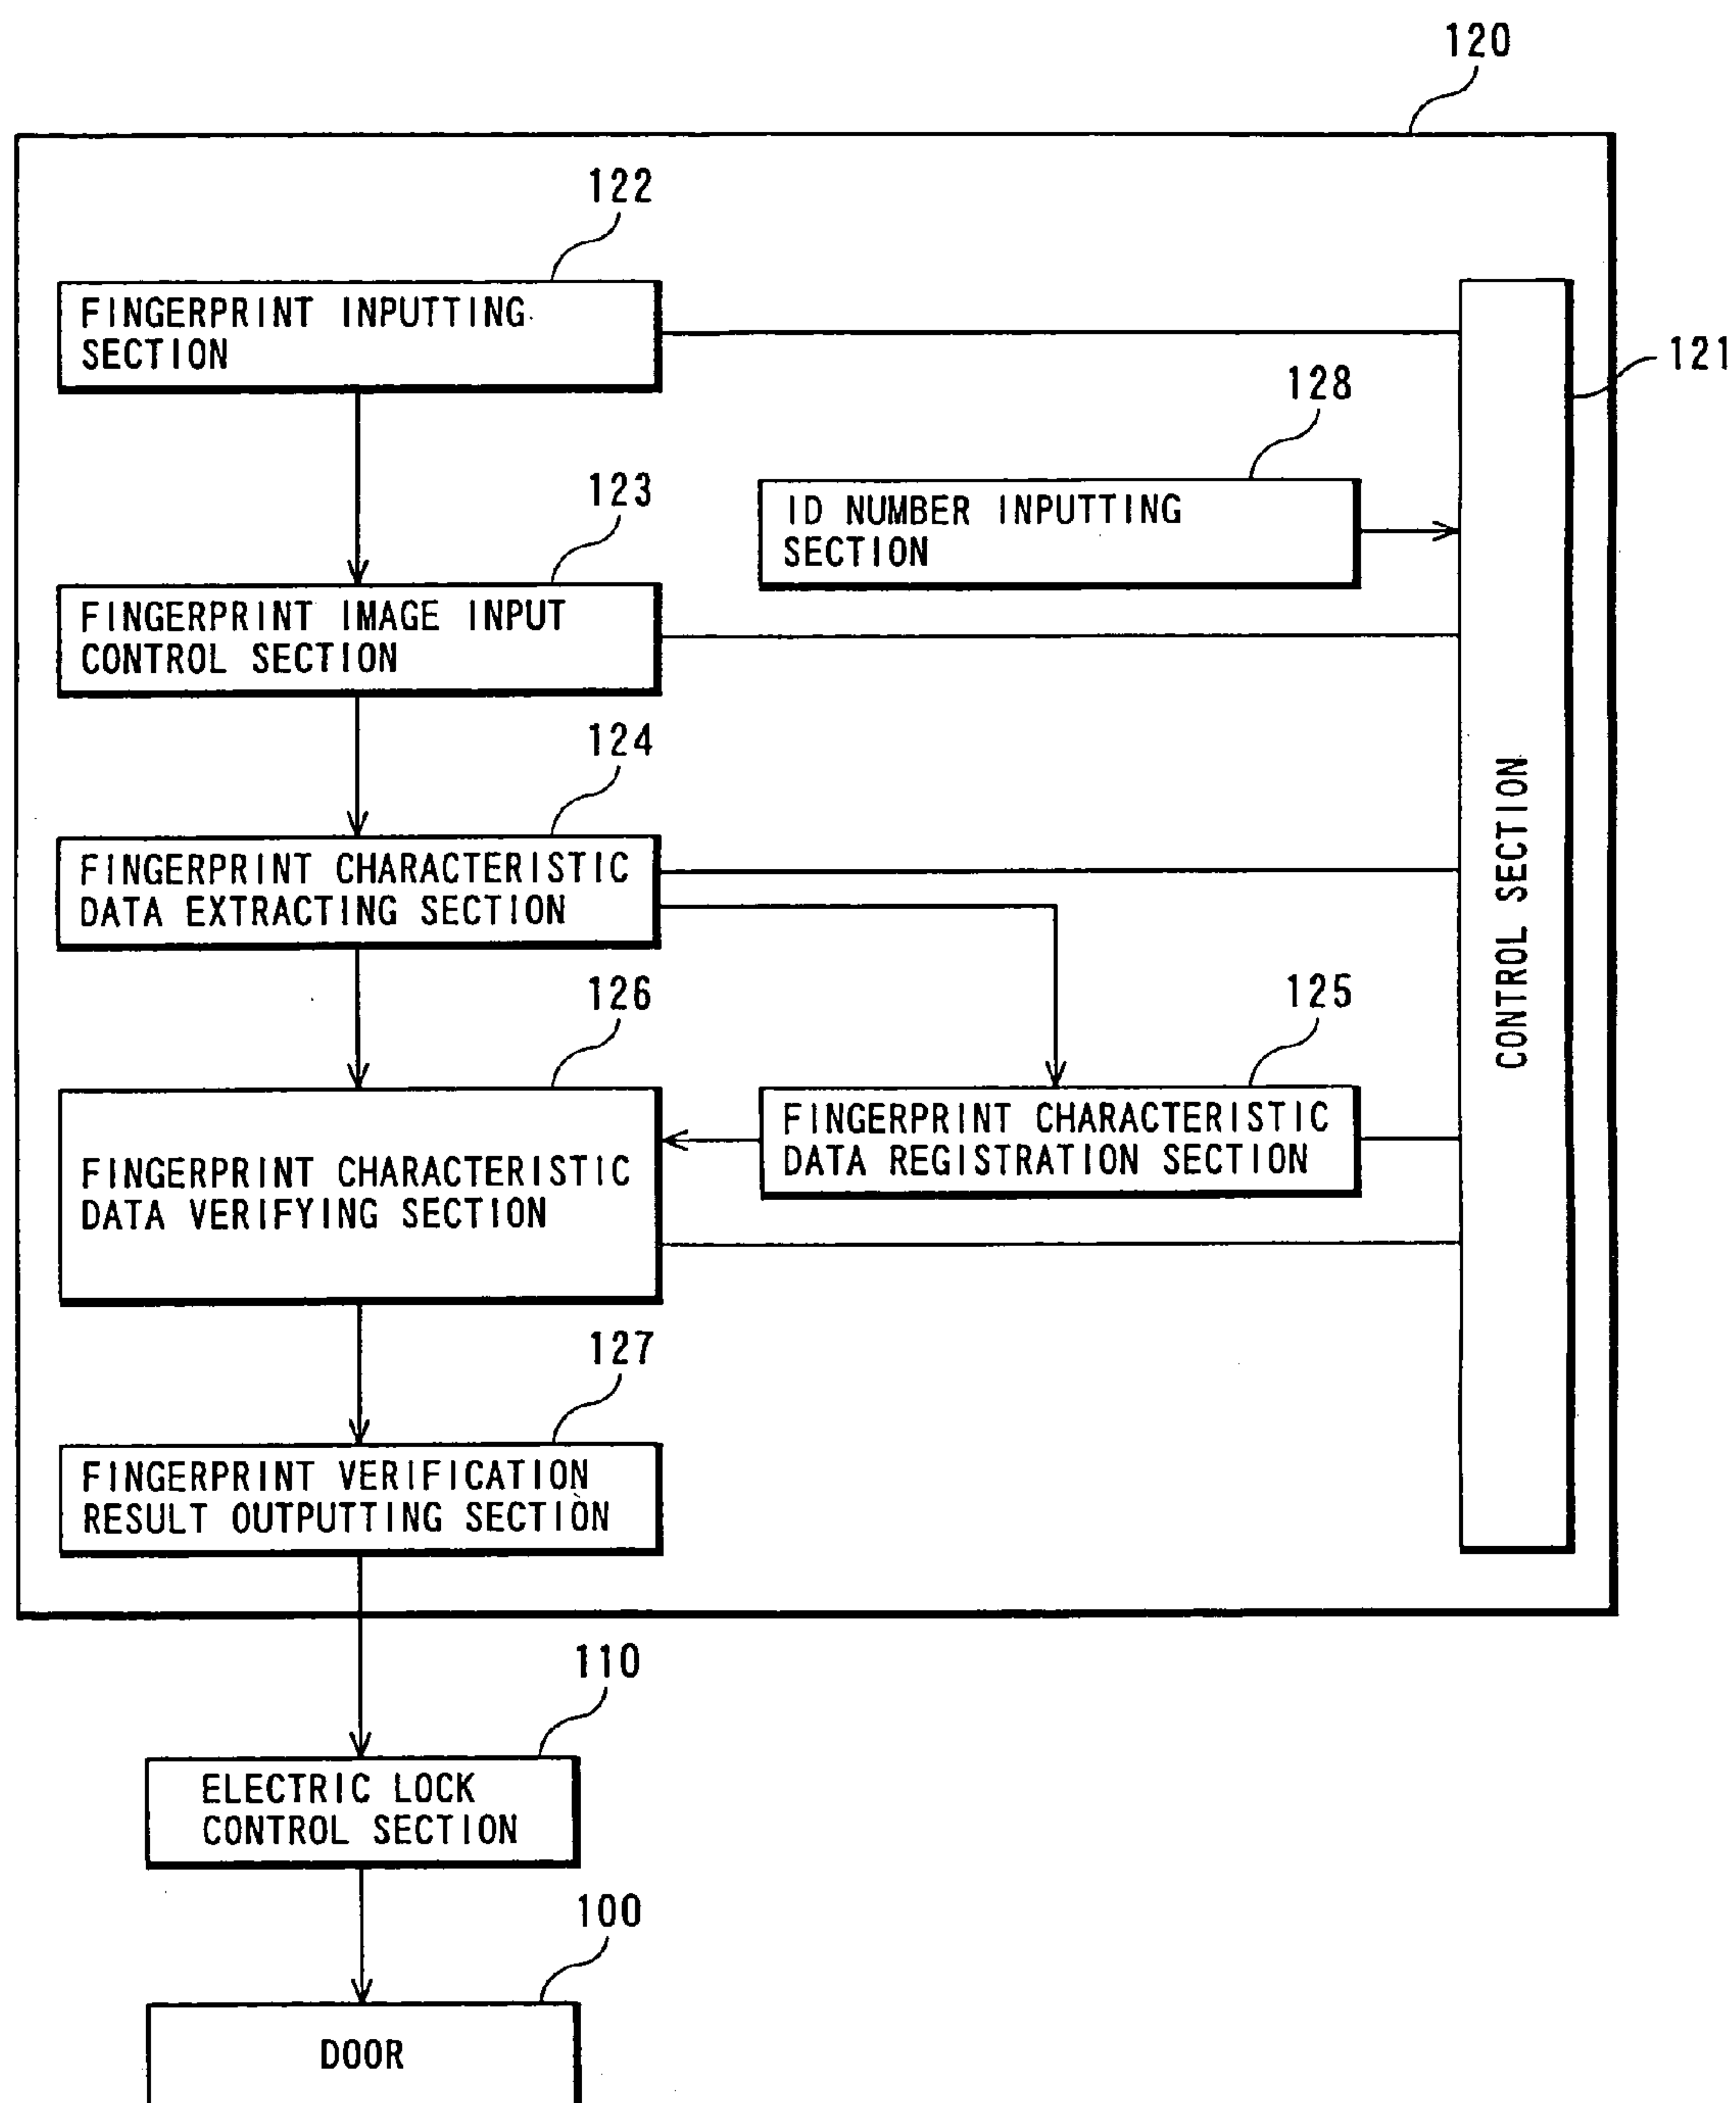 120
122
FINGERPRINT INPUTTING
SECTION
121
128
ID NUMBER INPUTTING
SECTION
123
FINGERPRINT IMAGE INPUT
CONTROL SECTION
124
FINGERPRINT CHARACTERISTIC
DATA EXTRACTING SECTION
CONTROL SECTION
126
125
FINGERPRINT CHARACTERISTIC
DATA REGISTRATION SECTION
FINGERPRINT CHARACTERISTIC
DATA VERIFYING SECTION
127
FINGERPRINT VERIFICATION
RESULT OUTPUTTING SECTION
110
ELECTRIC LOCK
CONTROL SECTION
100
DOOR